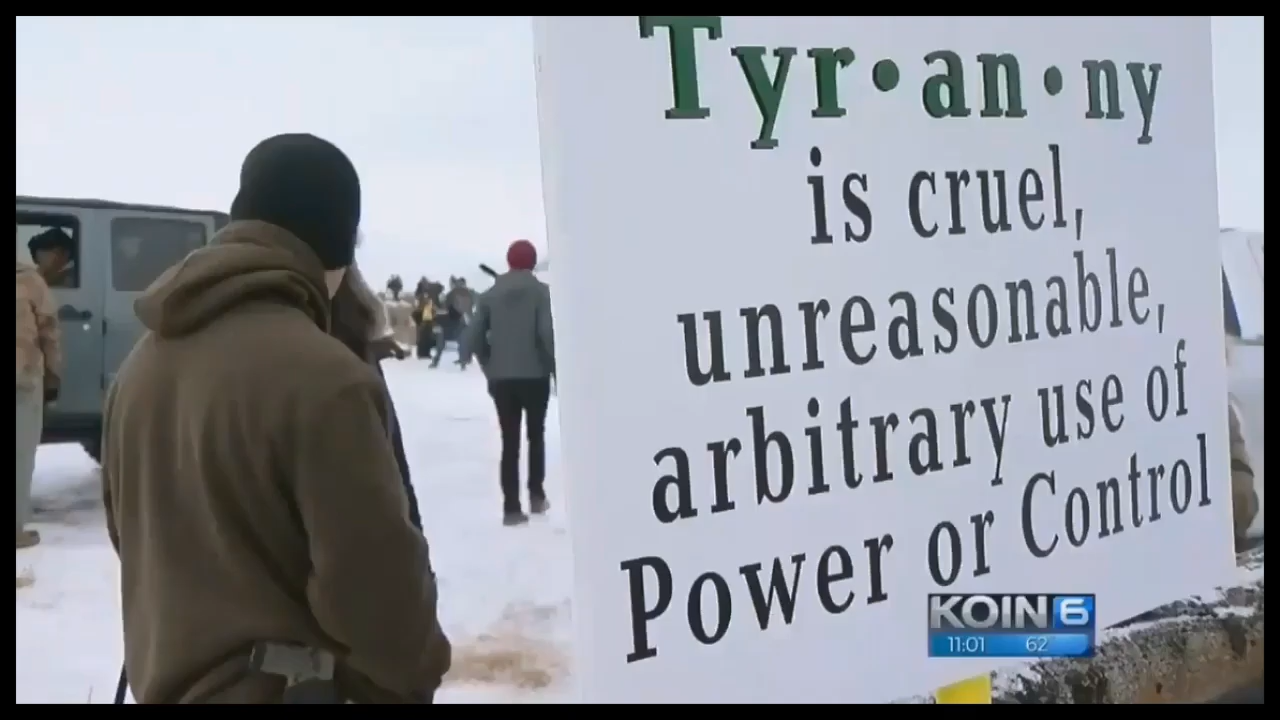 Tyr•an•ny
is cruel,
unreasonable,
arbitrary use of
Power or Control
KOIN 6
11:01 62